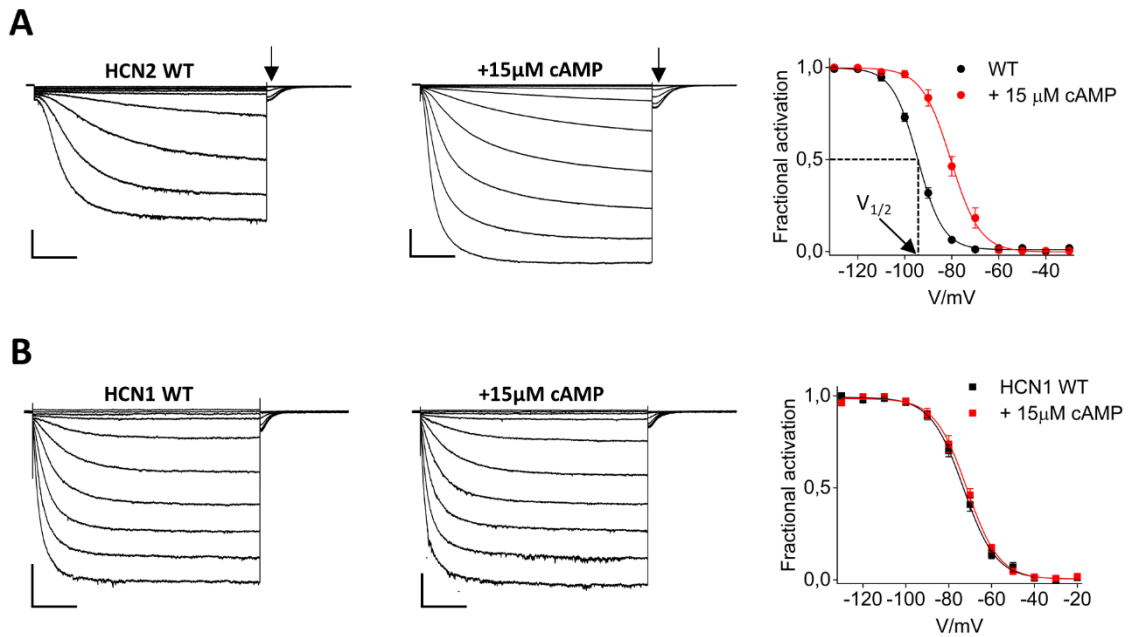 A
HCN2 WT
+15µM cAMP
WT
+ 15 µM cAMP
Fractional activation
1,0
0,5
0,0
V1/2
-120 -100 -80 -60 -40
V/mV
B
HCN1 WT
+15µM cAMP
HCN1 WT
+ 15µM cAMP
Fractional activation
1,0
0,5
0,0
-120 -100 -80 -60 -40 -20
V/mV